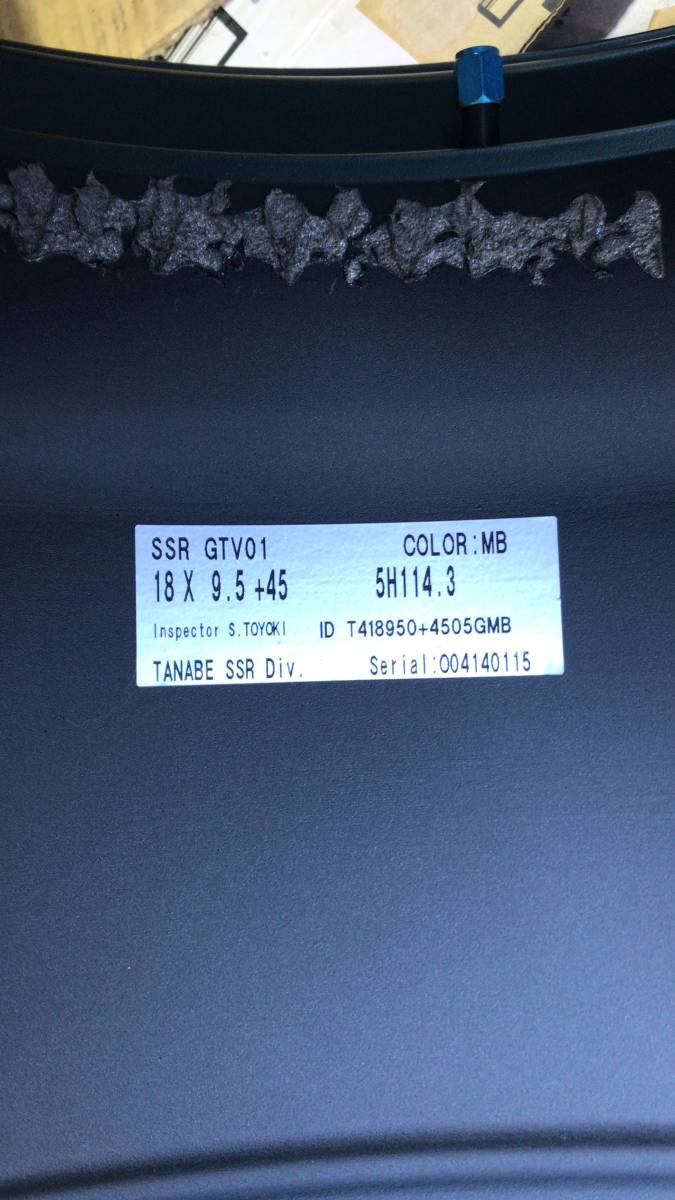 SSR GTV01 COLOR:MB
18 X 9.5 +45 5H114.3
Inspector S.TOYOKI ID T418950+4505GMB
TANABE SSR Div. Serial:004140115